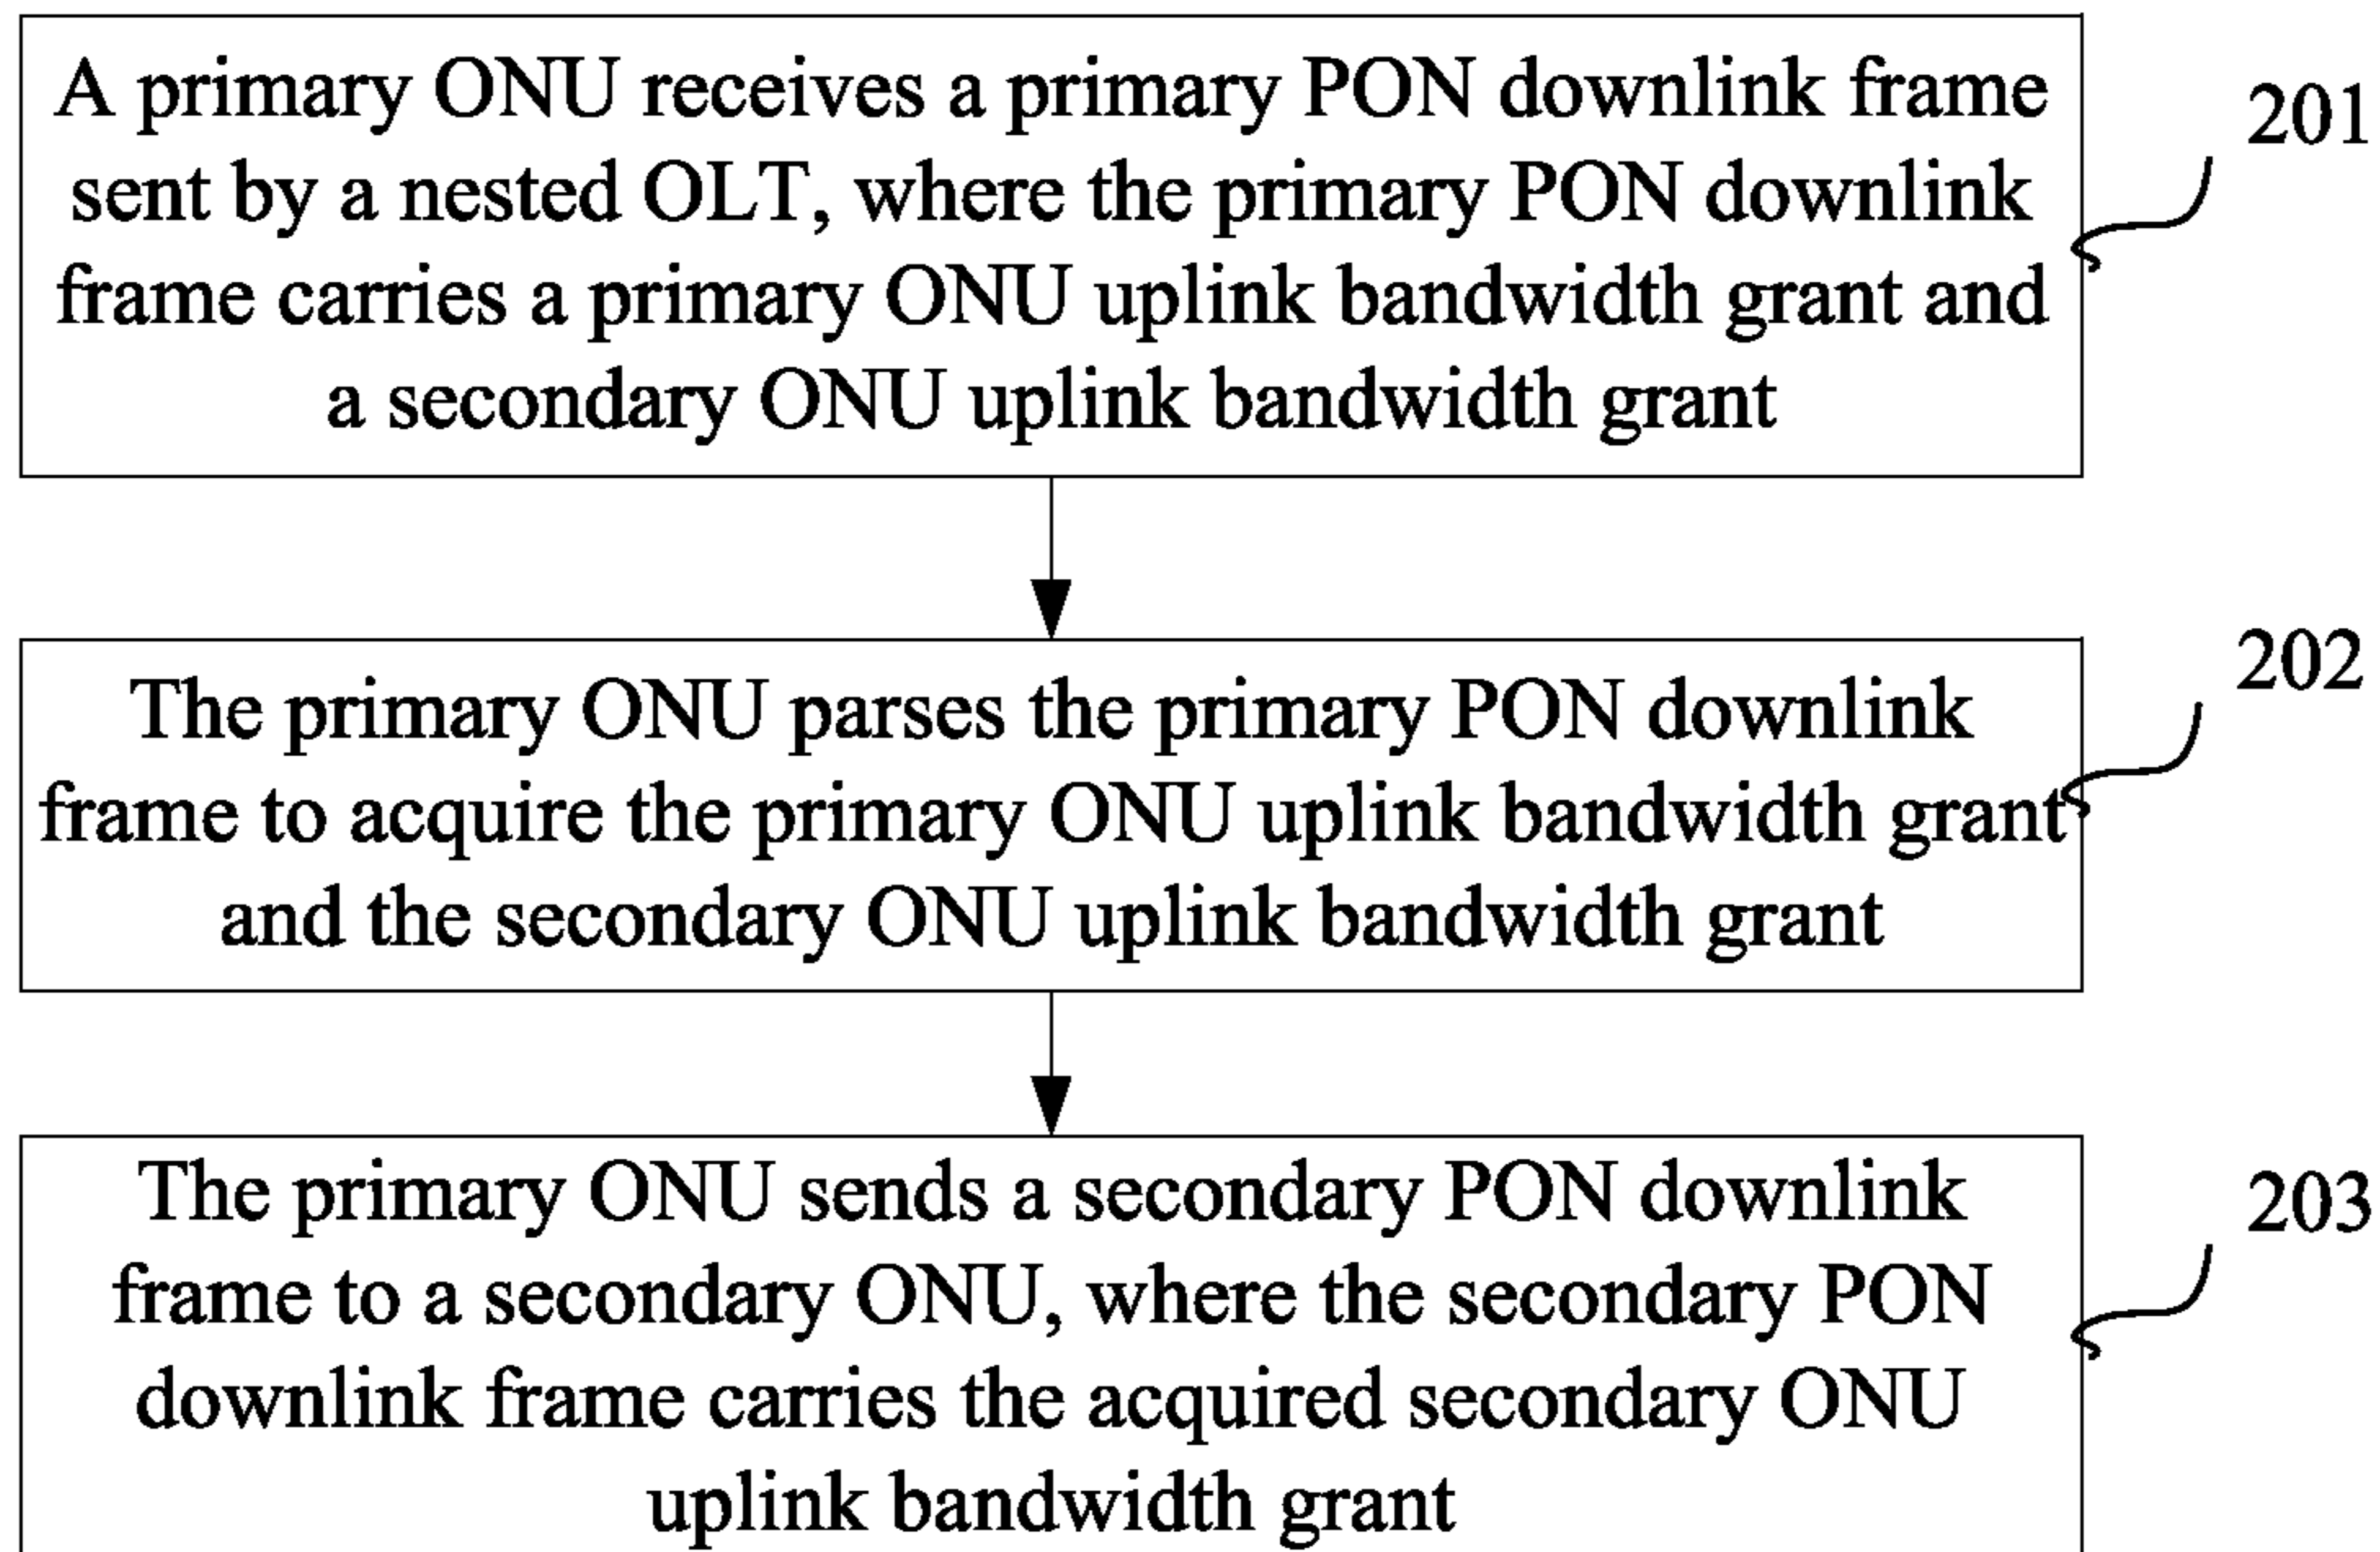 A primary ONU receives a primary PON downlink frame
sent by a nested OLT, where the primary PON downlink
frame carries a primary ONU uplink bandwidth grant and
a secondary ONU uplink bandwidth grant
201
The primary ONU parses the primary PON downlink
frame to acquire the primary ONU uplink bandwidth grant
and the secondary ONU uplink bandwidth grant
202
The primary ONU sends a secondary PON downlink
frame to a secondary ONU, where the secondary PON
downlink frame carries the acquired secondary ONU
uplink bandwidth grant
203